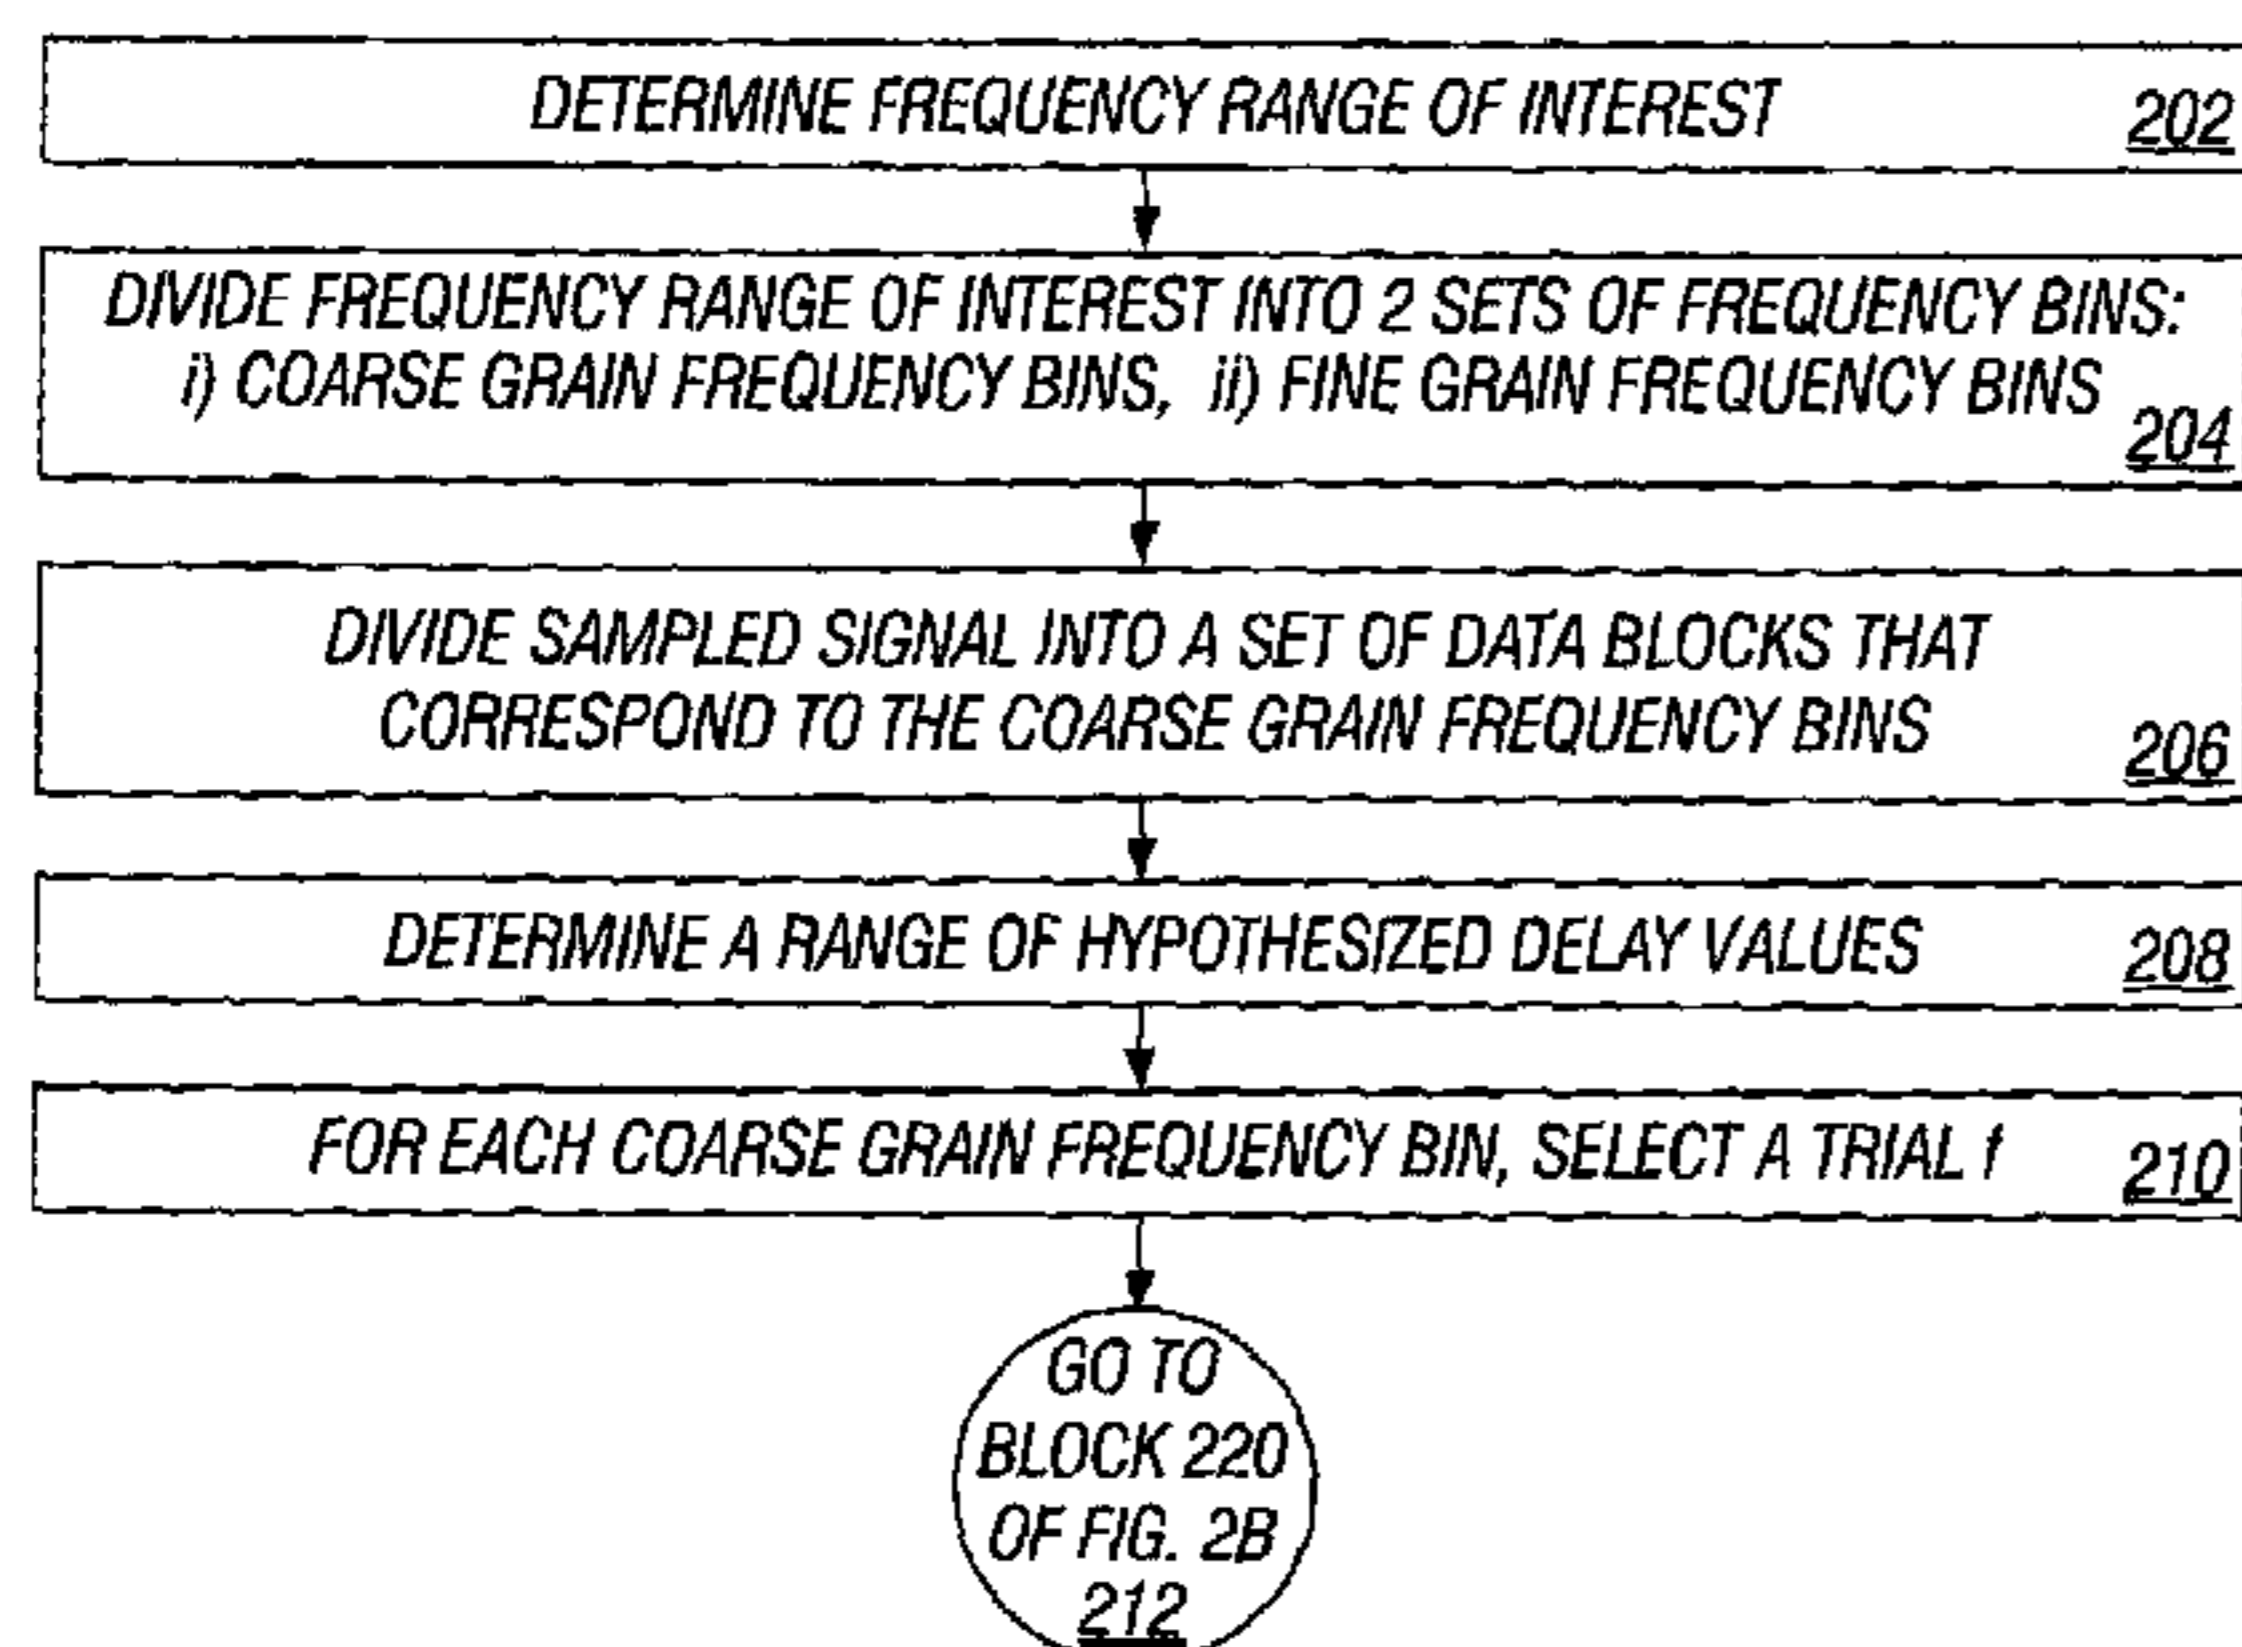 DETERMINE FREQUENCY RANGE OF INTEREST
202
DIVIDE FREQUENCY RANGE OF INTEREST INTO 2 SETS OF FREQUENCY BINS:
i) COARSE GRAIN FREQUENCY BINS, ii) FINE GRAIN FREQUENCY BINS
204
DIVIDE SAMPLED SIGNAL INTO A SET OF DATA BLOCKS THAT
CORRESPOND TO THE COARSE GRAIN FREQUENCY BINS
206
DETERMINE A RANGE OF HYPOTHESIZED DELAY VALUES
208
FOR EACH COARSE GRAIN FREQUENCY BIN, SELECT A TRIAL f
210
GO TO
BLOCK 220
OF FIG. 2B
212